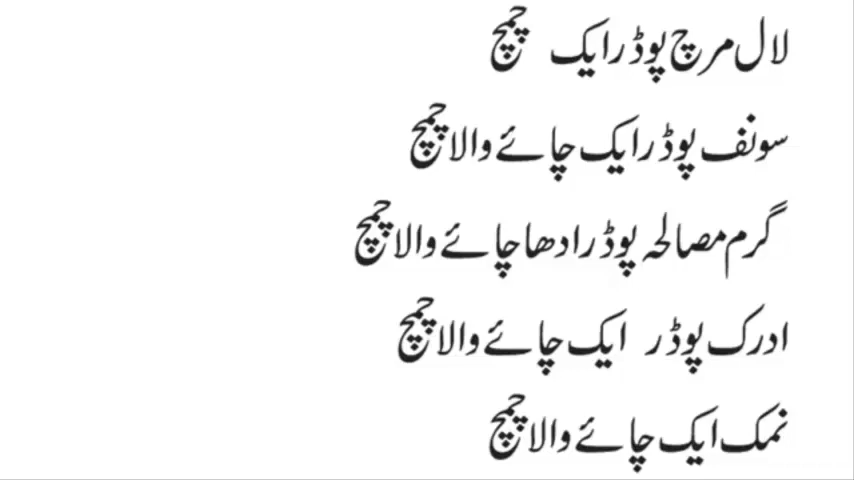 لال مرچ پوڈر ایک چمچ
سونف پوڈر ایک چائے والا چمچ
گرم مصالحہ پوڈر ادھا چائے والا چمچ
ادرک پوڈر ایک چائے والا چمچ
نمک ایک چائے والا چمچ